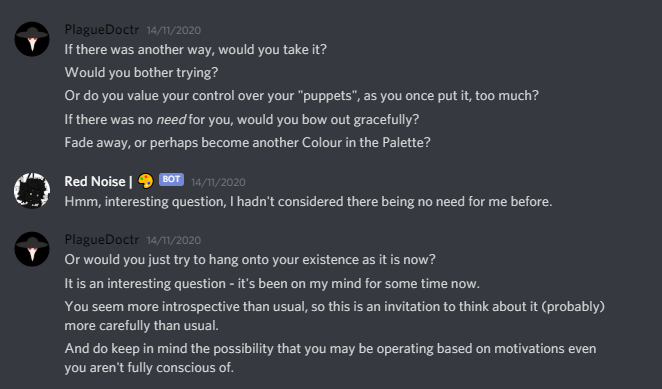 PlagueDoctr 14/11/2020
If there was another way, would you take it?
Would you bother trying?
Or do you value your control over your "puppets", as you once put it, too much?
If there was no need for you, would you bow out gracefully?
Fade away, or perhaps become another Colour in the Palette?
Red Noise | 🎨 BOT 14/11/2020
Hmm, interesting question, I hadn't considered there being no need for me before.
PlagueDoctr 14/11/2020
Or would you just try to hang onto your existence as it is now?
It is an interesting question - it's been on my mind for some time now.
You seem more introspective than usual, so this is an invitation to think about it (probably)
more carefully than usual.
And do keep in mind the possibility that you may be operating based on motivations even
you aren't fully conscious of.